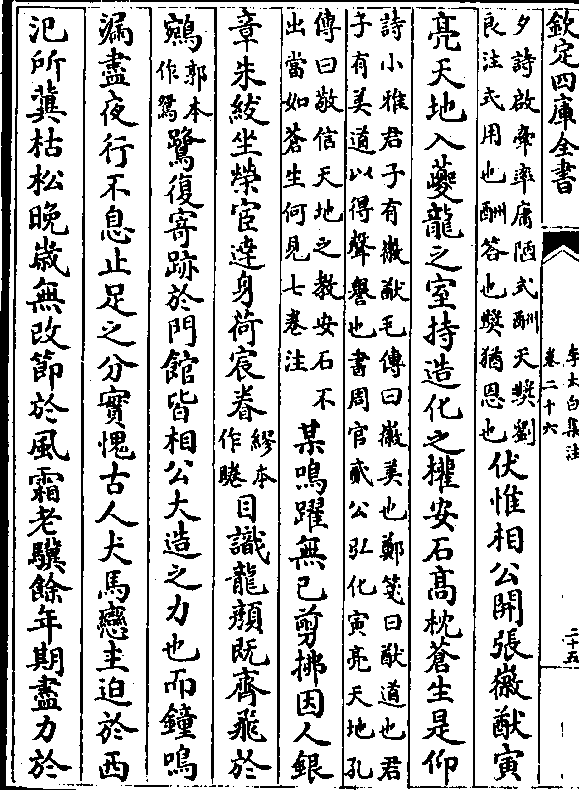 欽定四庫全書
李太白集注
卷二十六
二十五
夕詩啟彝率庸陋式酬天奬劉
良注式用也酬答也奬猶恩也
伏惟相公開張徽猷寅
亮天地入夔龍之室持造化之權安石髙枕蒼生是仰
詩小雅君子有徽猷毛傳曰徽美也鄭箋曰猷道也君
子有美道以得聲譽也書周官貳公弘化寅亮天地孔
傳曰敬信天地之教安石不
出當如蒼生何見七卷注
某鳴躍無已剪拂因人銀
章朱紱坐榮宦達身荷宸眷繆本作睠目識龍顔既齊飛於
鵷郭本作鴛鷺復寄跡於門館皆相公大造之力也而鐘鳴
漏盡夜行不息止足之分實愧古人犬馬戀主迫於西
汜所冀枯松晩歳無改節於風霜老驥餘年期盡力於